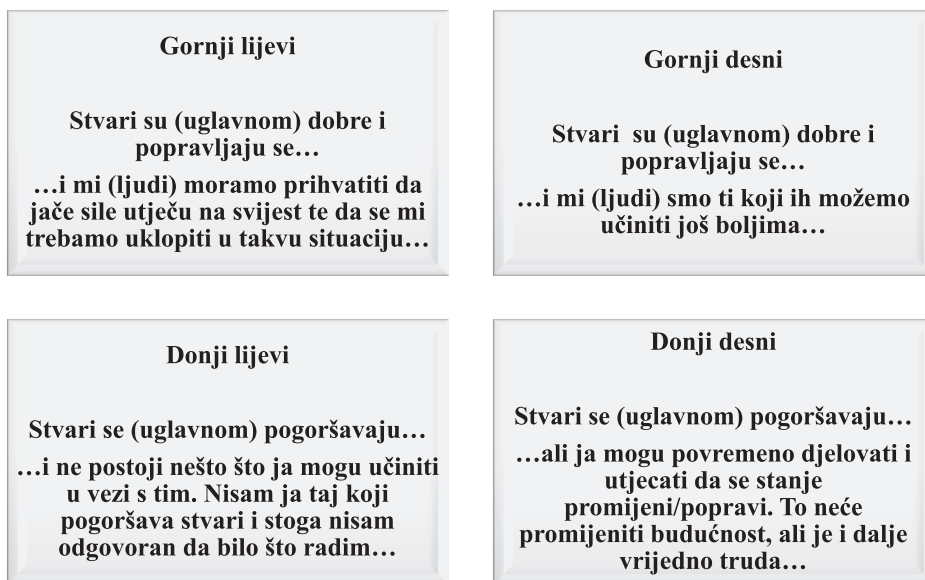 Gornji lijevi
Stvari su (uglavnom) dobre i
popravljaju se…
…i mi (ljudi) moramo prihvatiti da
jače sile utječu na svijest te da se mi
trebamo uklopiti u takvu situaciju…
Gornji desni
Stvari su (uglavnom) dobre i
popravljaju se…
…i mi (ljudi) smo ti koji ih možemo
učiniti još boljima…
Donji lijevi
Stvari se (uglavnom) pogoršavaju…
…i ne postoji nešto što ja mogu učiniti
u vezi s tim. Nisam ja taj koji
pogoršava stvari i stoga nisam
odgovoran da bilo što radim…
Donji desni
Stvari se (uglavnom) pogoršavaju…
…ali ja mogu povremeno djelovati i
utjecati da se stanje
promijeni/popravi. To neće
promijeniti budućnost, ali je i dalje
vrijedno truda…